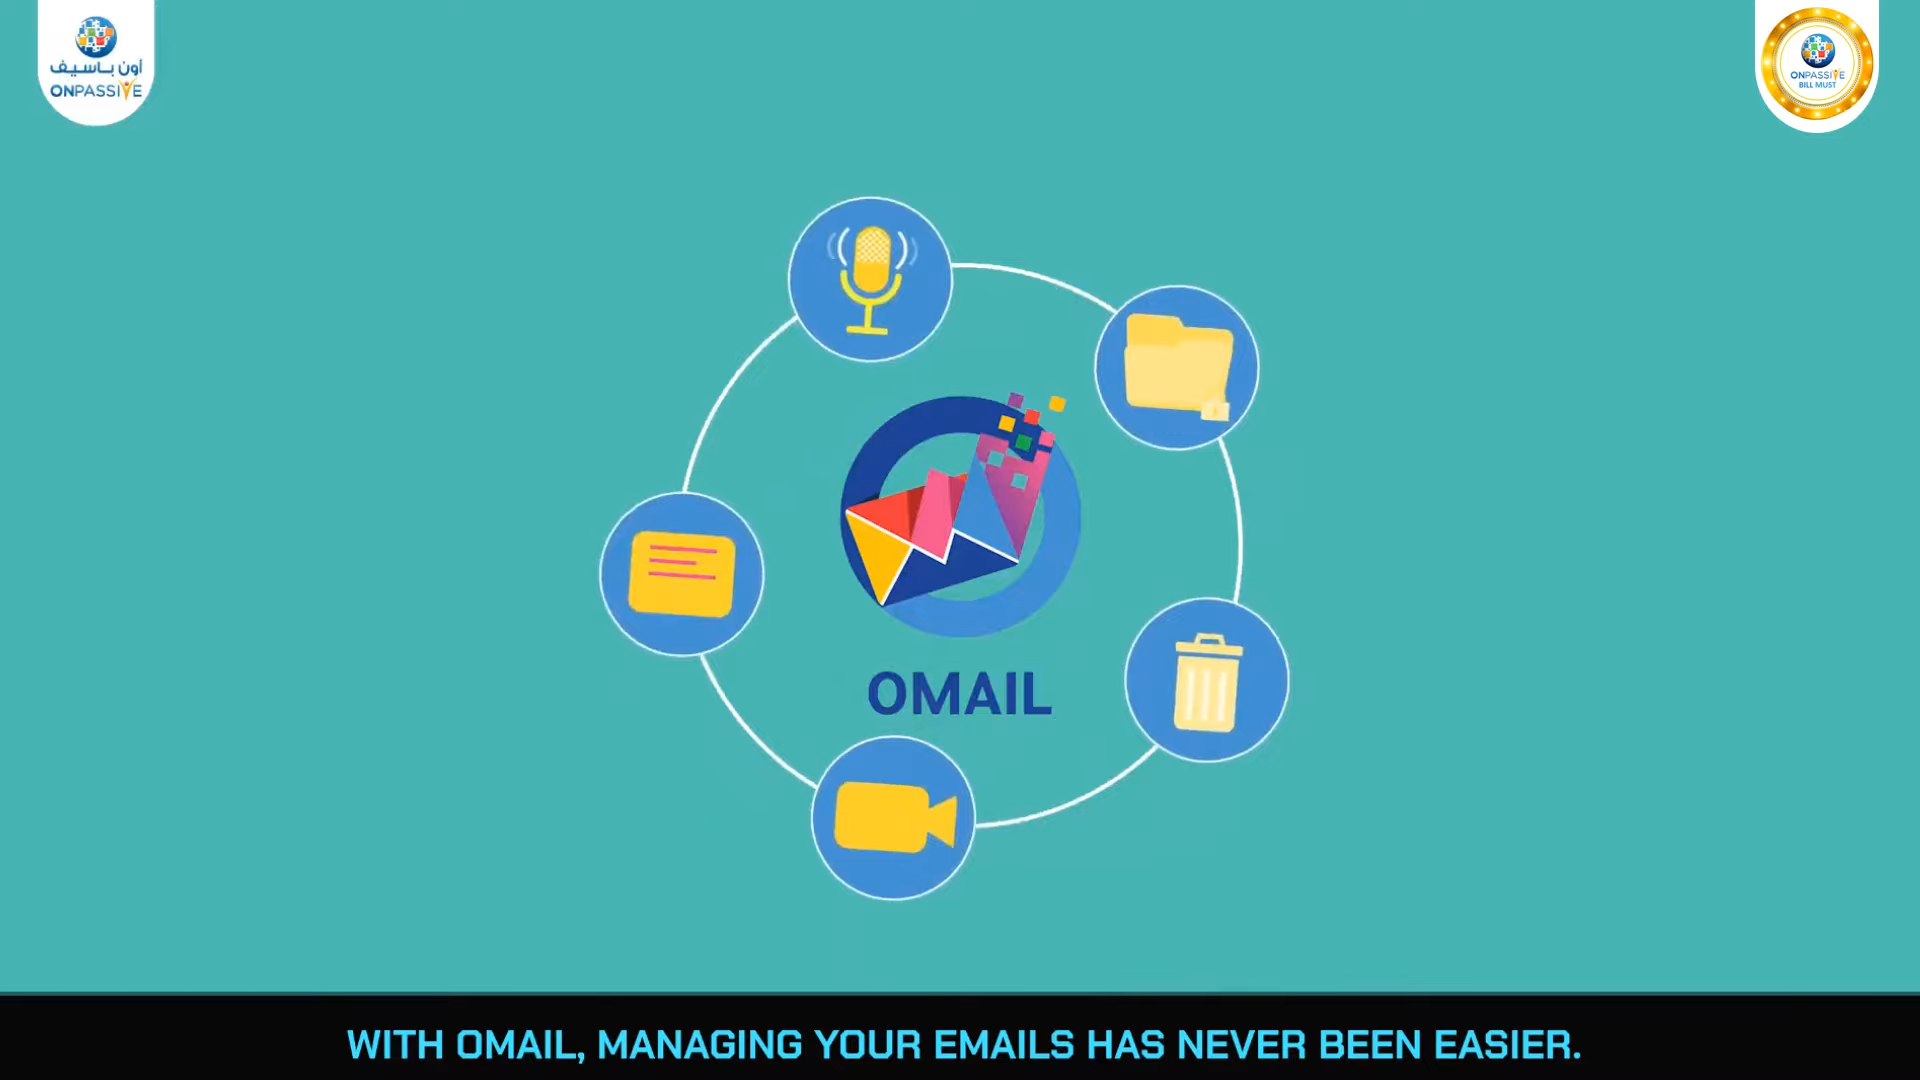 اون باسيف
ONPASSIVE
ONPASSIVE
BILL MUST
OMAIL
WITH OMAIL, MANAGING YOUR EMAILS HAS NEVER BEEN EASIER.